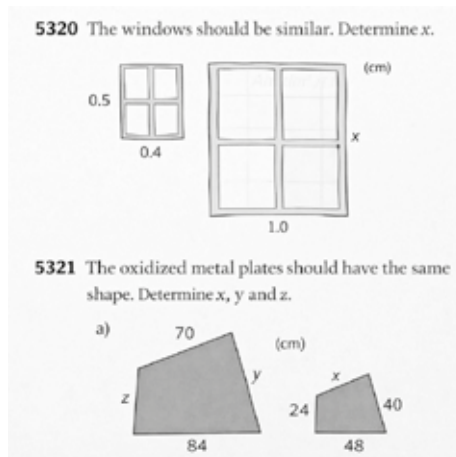 5320 The windows should be similar. Determine x.
(cm)
0.5
x
0.4
1.0
5321 The oxidized metal plates should have the same
shape. Determine x, y and z.
a)
70
(cm)
x
y
z
24
40
84
48